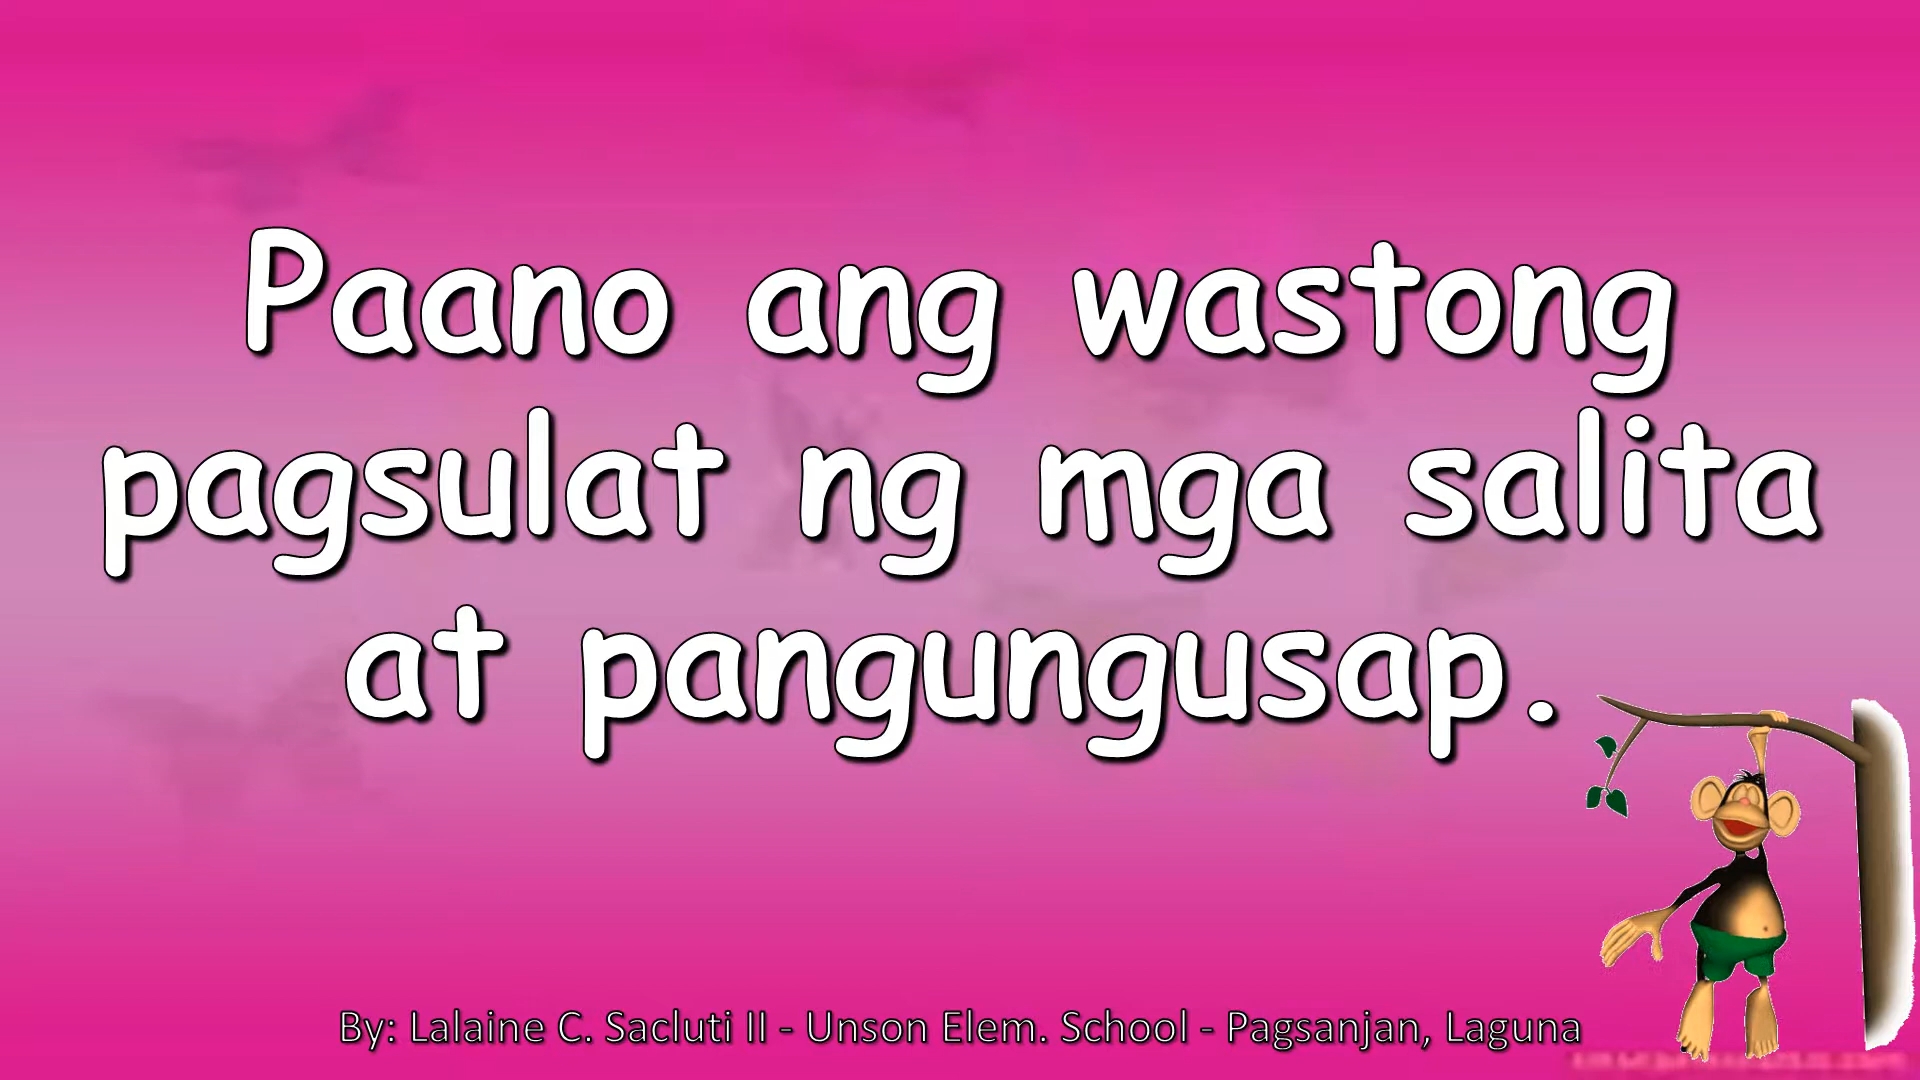 Paano ang wastong
pagsulat ng mga salita
at pangungusap.
By: Lalaine C. Sacluti II - Unson Elem. School - Pagsanjan, Laguna